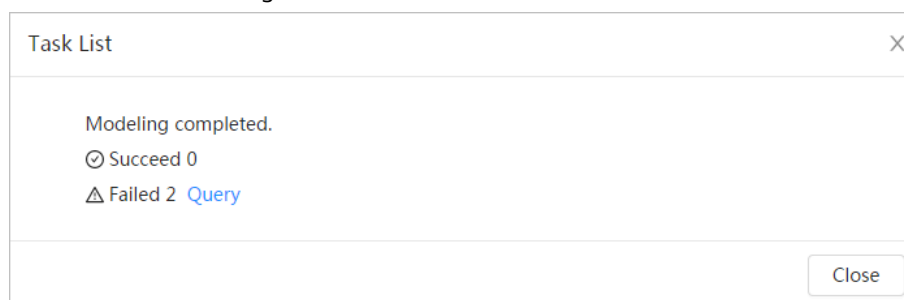 Task List
Modeling completed.
Succeed 0
Failed 2 Query
Close